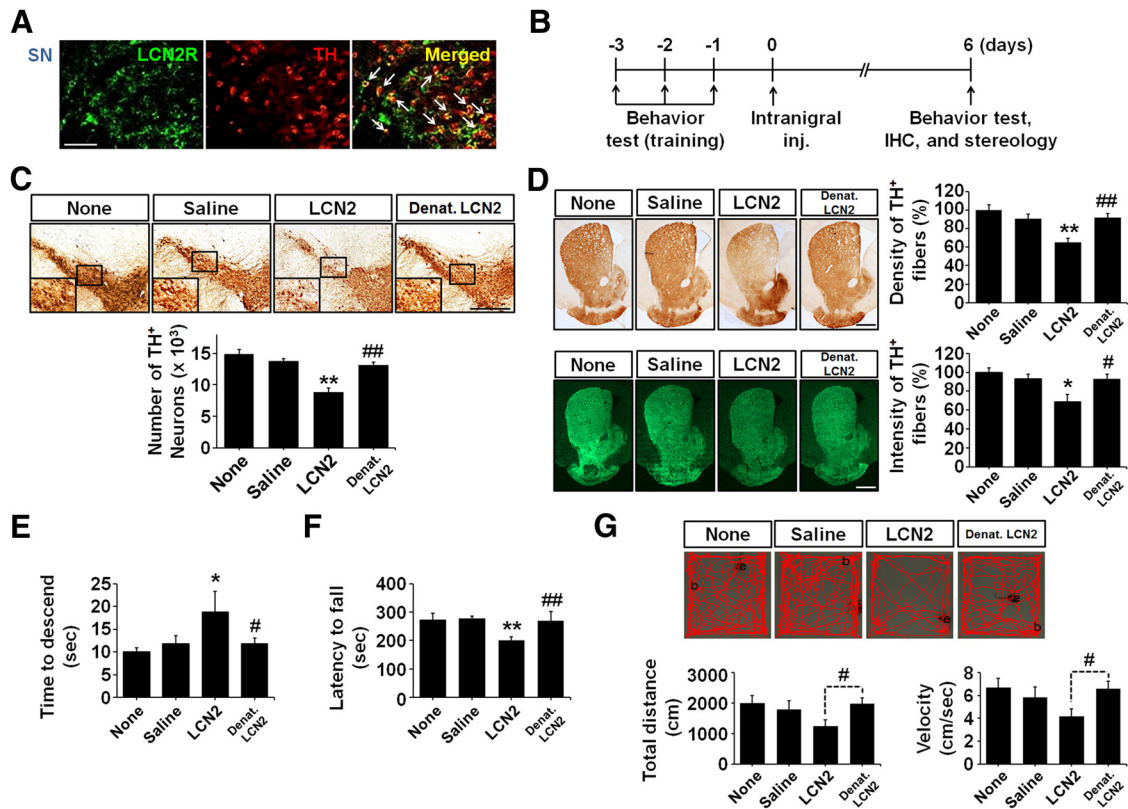 A
SN
LCN2R
TH
Merged
B
-3
-2
-1
0
6 (days)
Behavior
test (training)
Intranigral
inj.
Behavior test,
IHC, and stereology
C
None
Saline
LCN2
Denat. LCN2
Number of TH+
Neurons (x 10³)
15
10
5
0
**
##
None
Saline
LCN2
Denat.
LCN2
D
None
Saline
LCN2
Denat.
LCN2
Density of TH+
fibers (%)
120
100
80
60
40
20
0
**
##
None
Saline
LCN2
Denat.
LCN2
None
Saline
LCN2
Denat.
LCN2
Intensity of TH+
fibers (%)
120
100
80
60
40
20
0
*
#
None
Saline
LCN2
Denat.
LCN2
E
Time to descend
(sec)
25
20
15
10
5
0
*
#
None
Saline
LCN2
Denat.
LCN2
F
Latency to fall
(sec)
400
300
200
100
0
**
##
None
Saline
LCN2
Denat.
LCN2
G
None
Saline
LCN2
Denat. LCN2
b
e
b
e
e
e
b
Total distance
(cm)
3000
2000
1000
0
#
None
Saline
LCN2
Denat.
LCN2
Velocity
(cm/sec)
8
6
4
2
0
#
None
Saline
LCN2
Denat.
LCN2